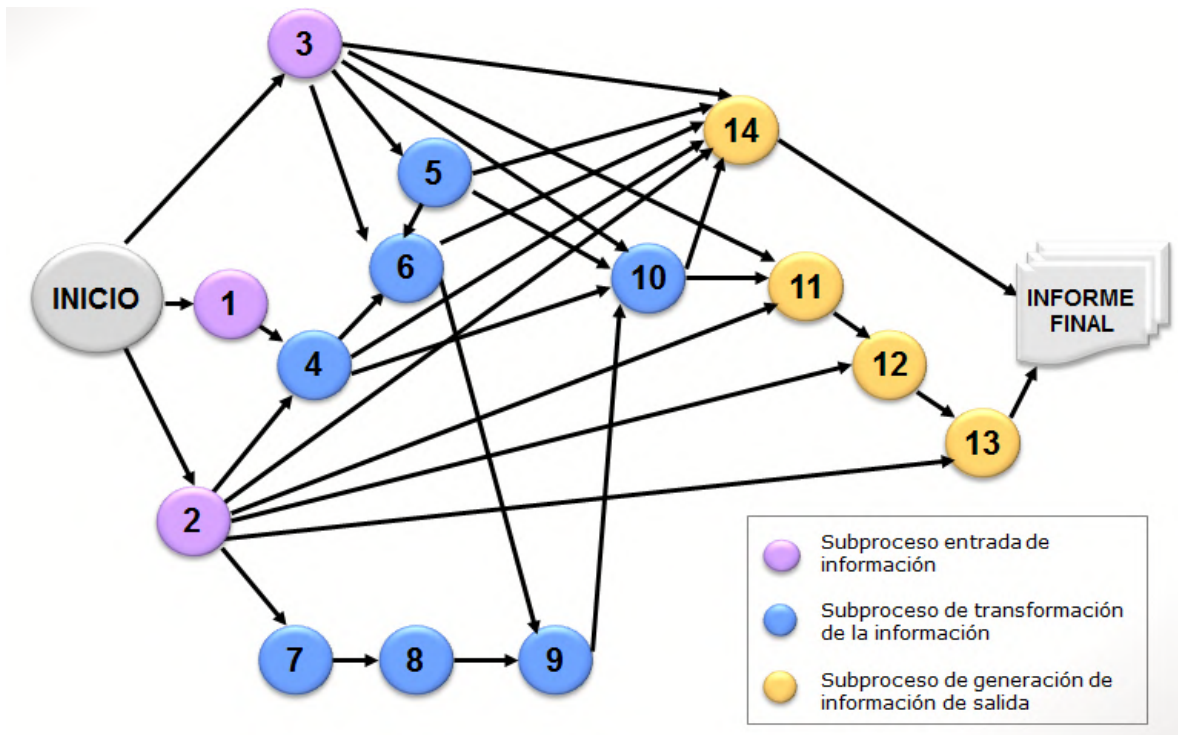 3
14
5
6
10
INICIO
1
11
INFORME
FINAL
4
12
13
2
Subproceso entrada de
información
Subproceso de transformación
de la información
Subproceso de generación de
información de salida
7
8
9